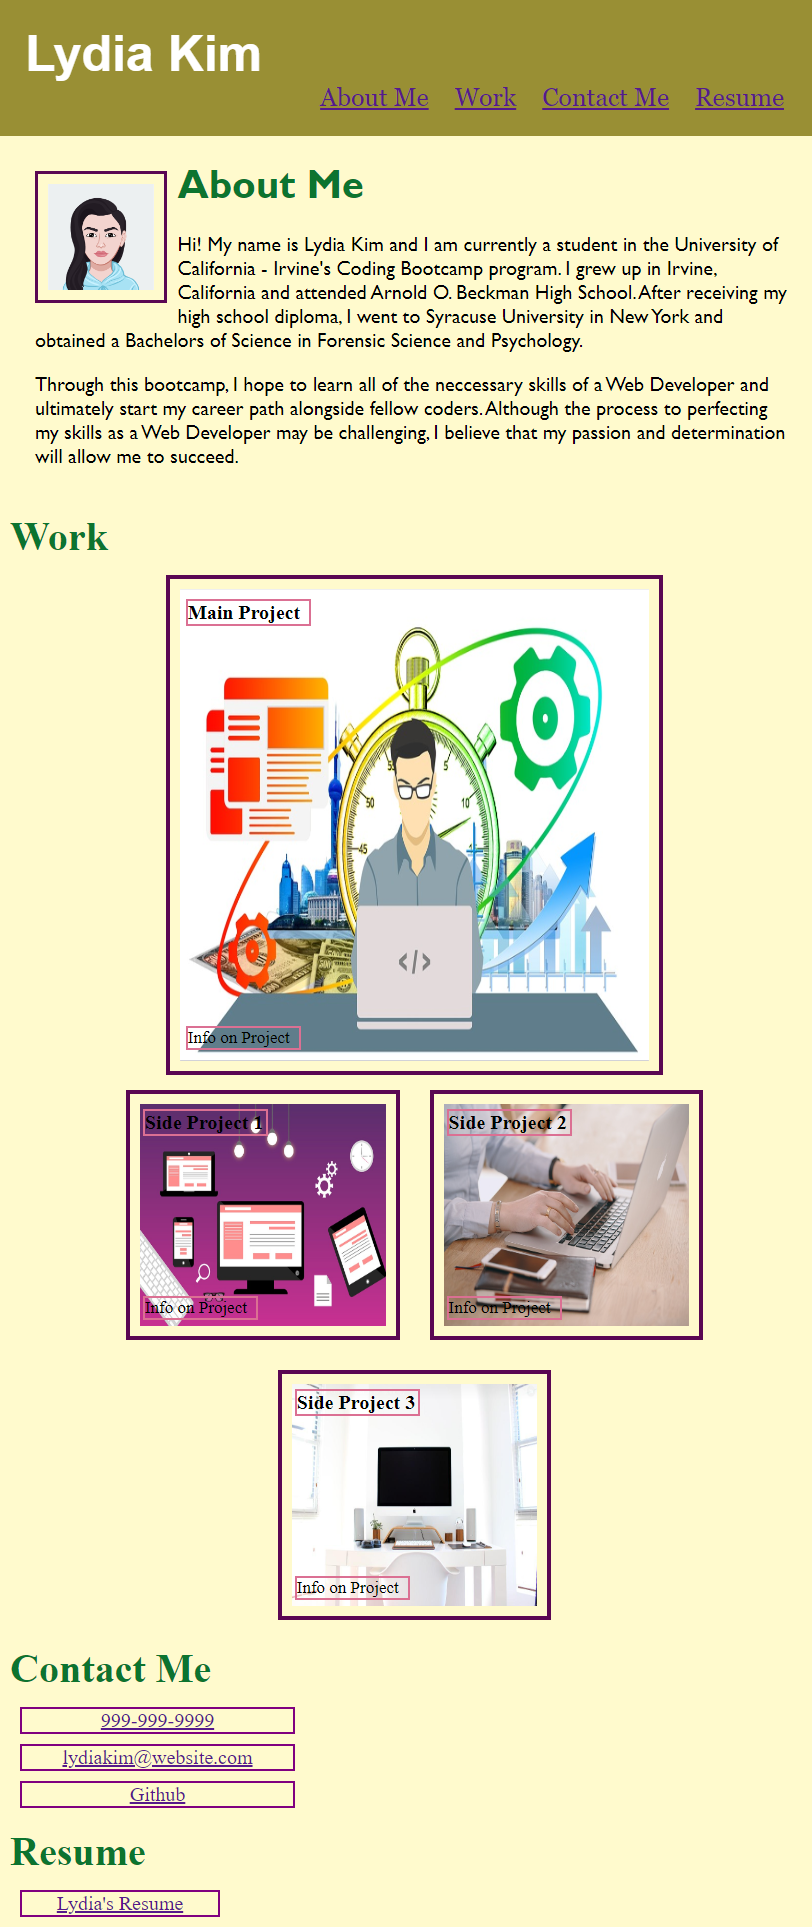 Lydia Kim
About Me Work Contact Me Resume
About Me
Hi! My name is Lydia Kim and I am currently a student in the University of
California - Irvine's Coding Bootcamp program. I grew up in Irvine,
California and attended Arnold O. Beckman High School. After receiving my
high school diploma, I went to Syracuse University in New York and
obtained a Bachelors of Science in Forensic Science and Psychology.
Through this bootcamp, I hope to learn all of the neccessary skills of a Web Developer and
ultimately start my career path alongside fellow coders. Although the process to perfecting
my skills as a Web Developer may be challenging, I believe that my passion and determination
will allow me to succeed.
Work
Main Project
55
5
50
10
45
</>
Info on Project
Side Project 1
Side Project 2
Info on Project
Info on Project
Side Project 3
Info on Project
Contact Me
999-999-9999
lydiakim@website.com
Github
Resume
Lydia's Resume